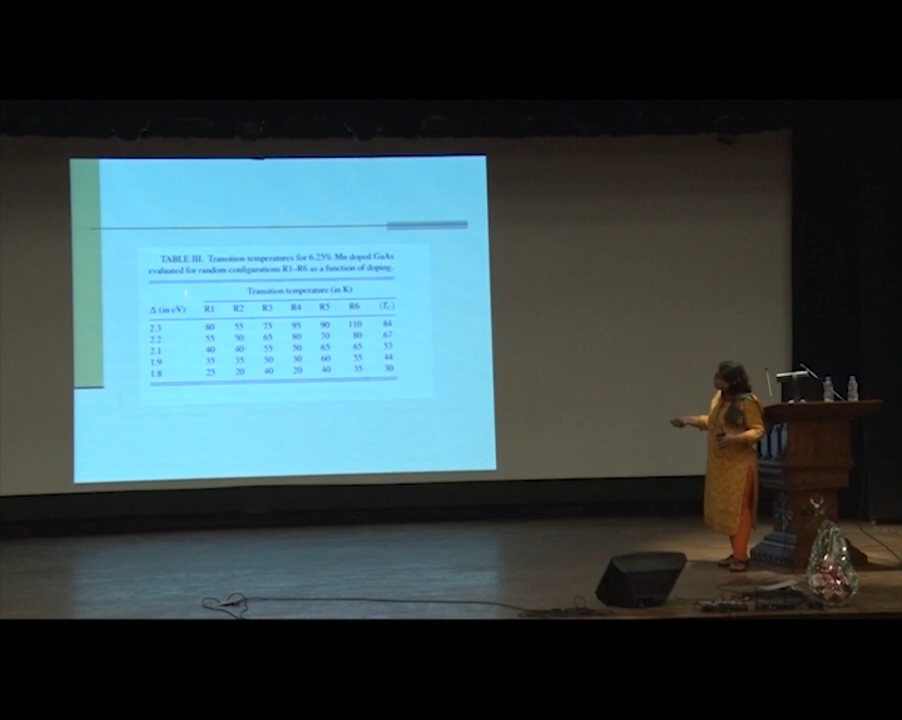 TABLE III. Transition temperatures for 6.25% Mn doped GaAs
evaluated for random configurations R1–R6 as a function of doping.
Transition temperature (in K)
Δ (in eV) R1 R2 R3 R4 R5 R6 ⟨Tc⟩
2.3 80 55 75 95 90 110 84
2.2 55 50 65 80 70 80 67
2.1 40 40 55 50 65 65 53
1.9 35 35 50 30 60 55 44
1.8 25 20 40 20 40 35 30